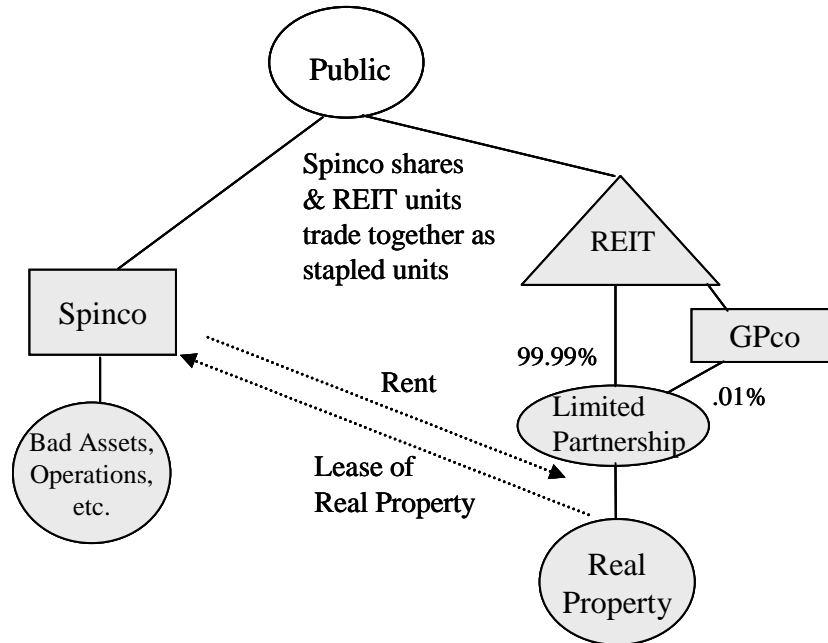 Public
Spinco shares
& REIT units
trade together as
stapled units
REIT
Spinco
GPco
99.99%
.01%
Rent
Limited
Partnership
Bad Assets,
Operations,
etc.
Lease of
Real Property
Real
Property